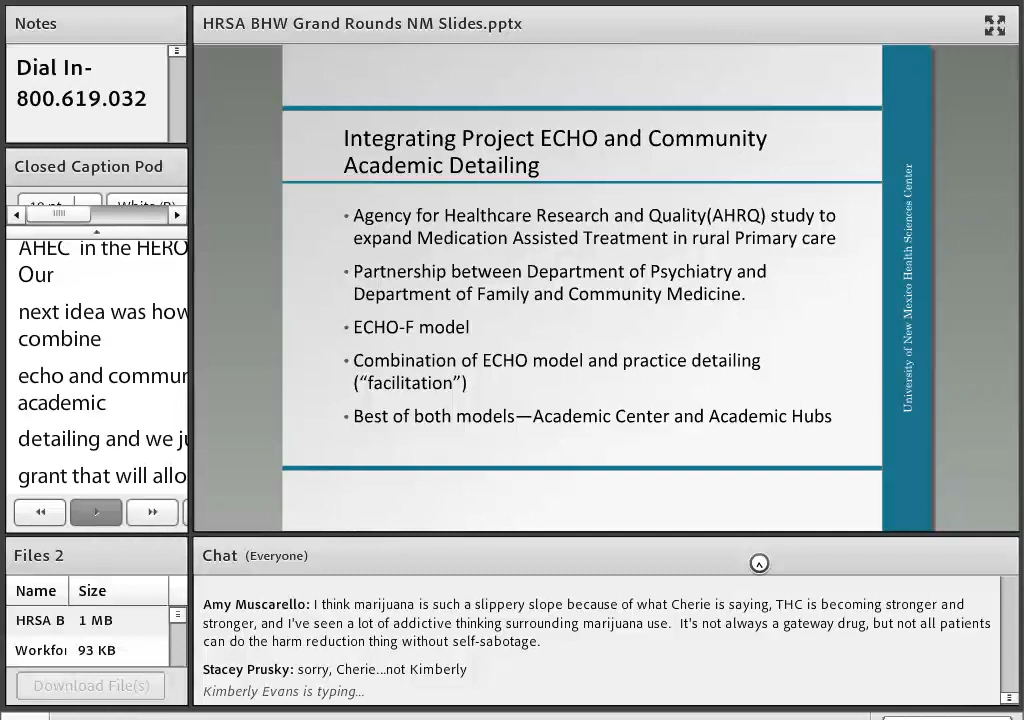 Notes
Dial In-
800.619.032
Closed Caption Pod
AHEC in the HERO
Our
next idea was how
combine
echo and commun
academic
detailing and we ju
grant that will allo
Files 2
Name Size
HRSA B 1 MB
Workfo 93 KB
Download File(s)
HRSA BHW Grand Rounds NM Slides.pptx
Integrating Project ECHO and Community
Academic Detailing
• Agency for Healthcare Research and Quality(AHRQ) study to
expand Medication Assisted Treatment in rural Primary care
• Partnership between Department of Psychiatry and
Department of Family and Community Medicine.
• ECHO-F model
• Combination of ECHO model and practice detailing
(“facilitation”)
• Best of both models—Academic Center and Academic Hubs
University of New Mexico Health Sciences Center
Chat (Everyone)
Amy Muscarello: I think marijuana is such a slippery slope because of what Cherie is saying, THC is becoming stronger and
stronger, and I've seen a lot of addictive thinking surrounding marijuana use. It's not always a gateway drug, but not all patients
can do the harm reduction thing without self-sabotage.
Stacey Prusky: sorry, Cherie...not Kimberly
Kimberly Evans is typing...